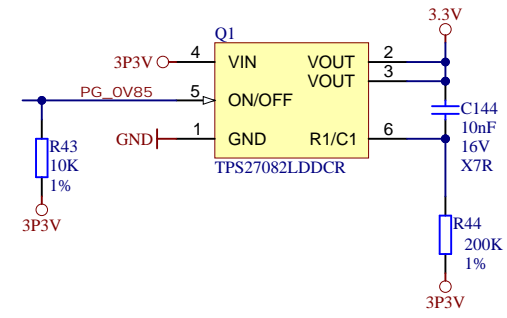 3.3V
Q1
3P3V
4
VIN
VOUT
2
VOUT
3
PG_0V85
5
ON/OFF
C144
10nF
16V
X7R
GND
1
GND
R1/C1
6
TPS27082LDDCR
R43
10K
1%
3P3V
R44
200K
1%
3P3V